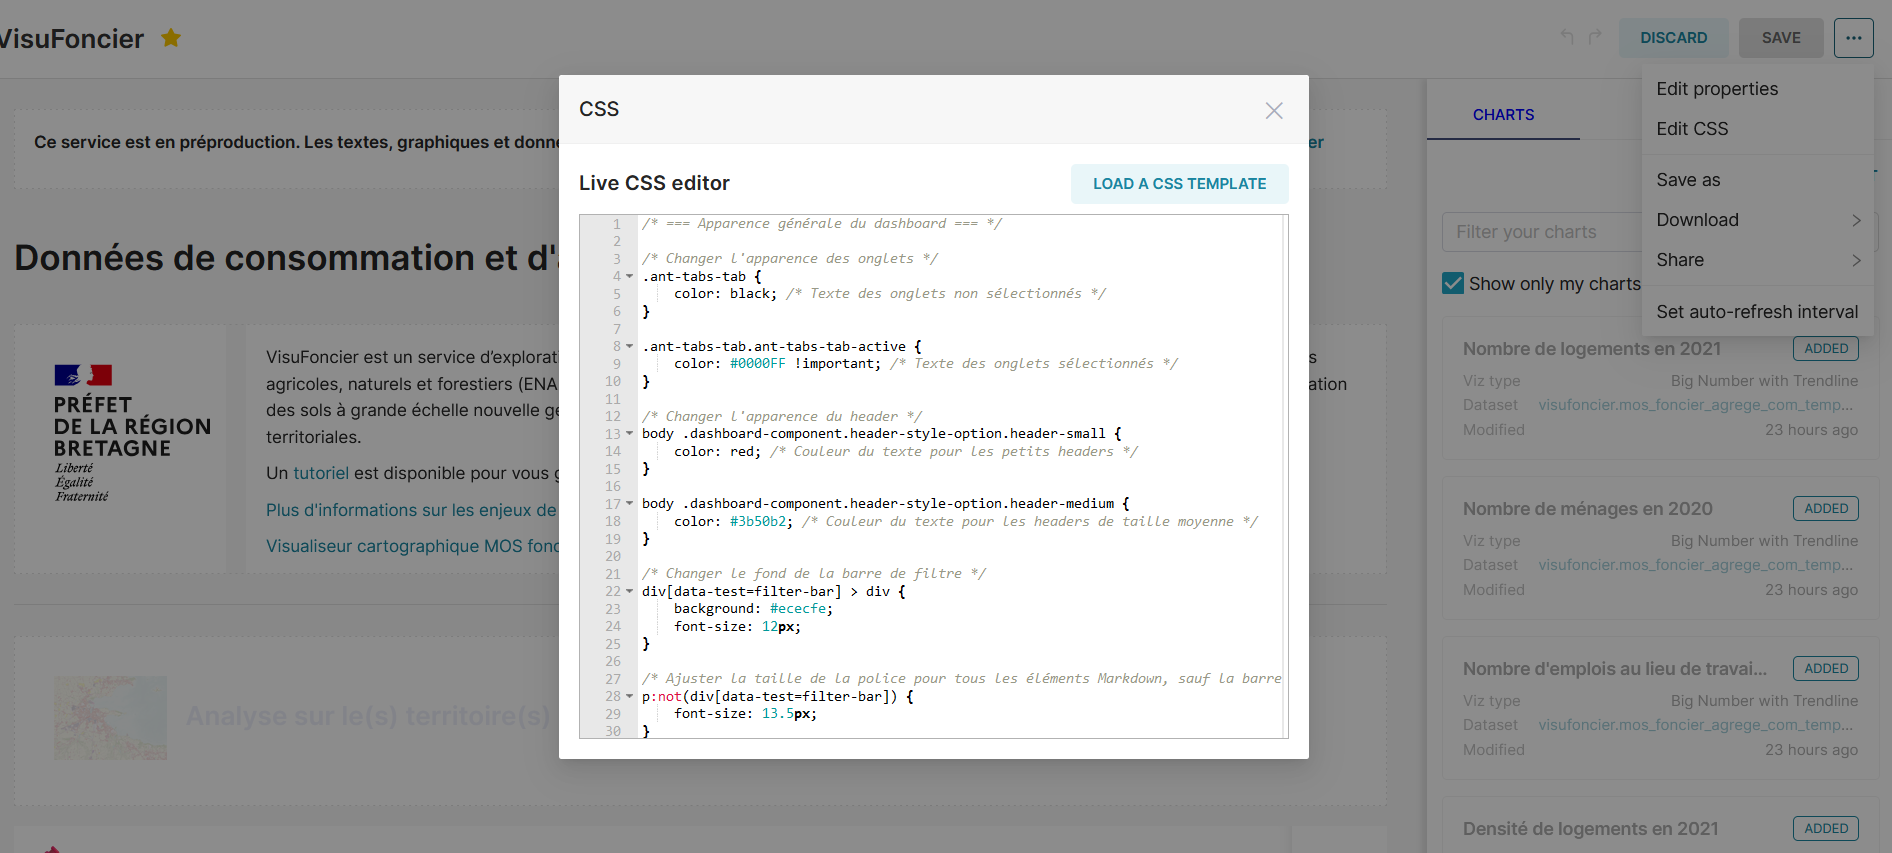 VisuFoncier
DISCARD
SAVE
Edit properties
Edit CSS
Save as
Download
Share
Set auto-refresh interval
Ce service est en préproduction. Les textes, graphiques et donn
er
Données de consommation et d'
PRÉFET
DE LA RÉGION
BRETAGNE
Liberté
Égalité
Fraternité
VisuFoncier est un service d’explorat
agricoles, naturels et forestiers (ENA
des sols à grande échelle nouvelle g
territoriales.
s
ation
Un tutoriel est disponible pour vous g
Plus d'informations sur les enjeux de
Visualiseur cartographique MOS fonc
Analyse sur le(s) territoire(s)
CSS
Live CSS editor
LOAD A CSS TEMPLATE
1 /* === Apparence générale du dashboard === */
2
3 /* Changer l'apparence des onglets */
4 .ant-tabs-tab {
5 color: black; /* Texte des onglets non sélectionnés */
6 }
7
8 .ant-tabs-tab.ant-tabs-tab-active {
9 color: #0000FF !important; /* Texte des onglets sélectionnés */
10 }
11
12 /* Changer l'apparence du header */
13 body .dashboard-component.header-style-option.header-small {
14 color: red; /* Couleur du texte pour les petits headers */
15 }
16
17 body .dashboard-component.header-style-option.header-medium {
18 color: #3b50b2; /* Couleur du texte pour les headers de taille moyenne */
19 }
20
21 /* Changer le fond de la barre de filtre */
22 div[data-test=filter-bar] > div {
23 background: #ececfe;
24 font-size: 12px;
25 }
26
27 /* Ajuster la taille de la police pour tous les éléments Markdown, sauf la barre
28 p:not(div[data-test=filter-bar]) {
29 font-size: 13.5px;
30 }
CHARTS
Filter your charts
Show only my charts
Nombre de logements en 2021
ADDED
Viz type Big Number with Trendline
Dataset visufoncier.mos_foncier_agrege_com_temp...
Modified 23 hours ago
Nombre de ménages en 2020
ADDED
Viz type Big Number with Trendline
Dataset visufoncier.mos_foncier_agrege_com_temp...
Modified 23 hours ago
Nombre d'emplois au lieu de travai...
ADDED
Viz type Big Number with Trendline
Dataset visufoncier.mos_foncier_agrege_com_temp...
Modified 23 hours ago
Densité de logements en 2021
ADDED